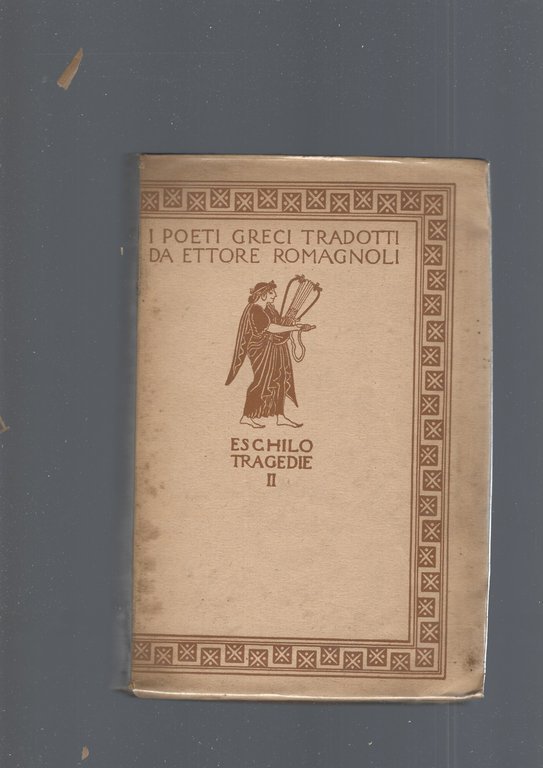 I POETI GRECI TRADOTTI
DA ETTORE ROMAGNOLI
ESCHILO
TRAGEDIE
II